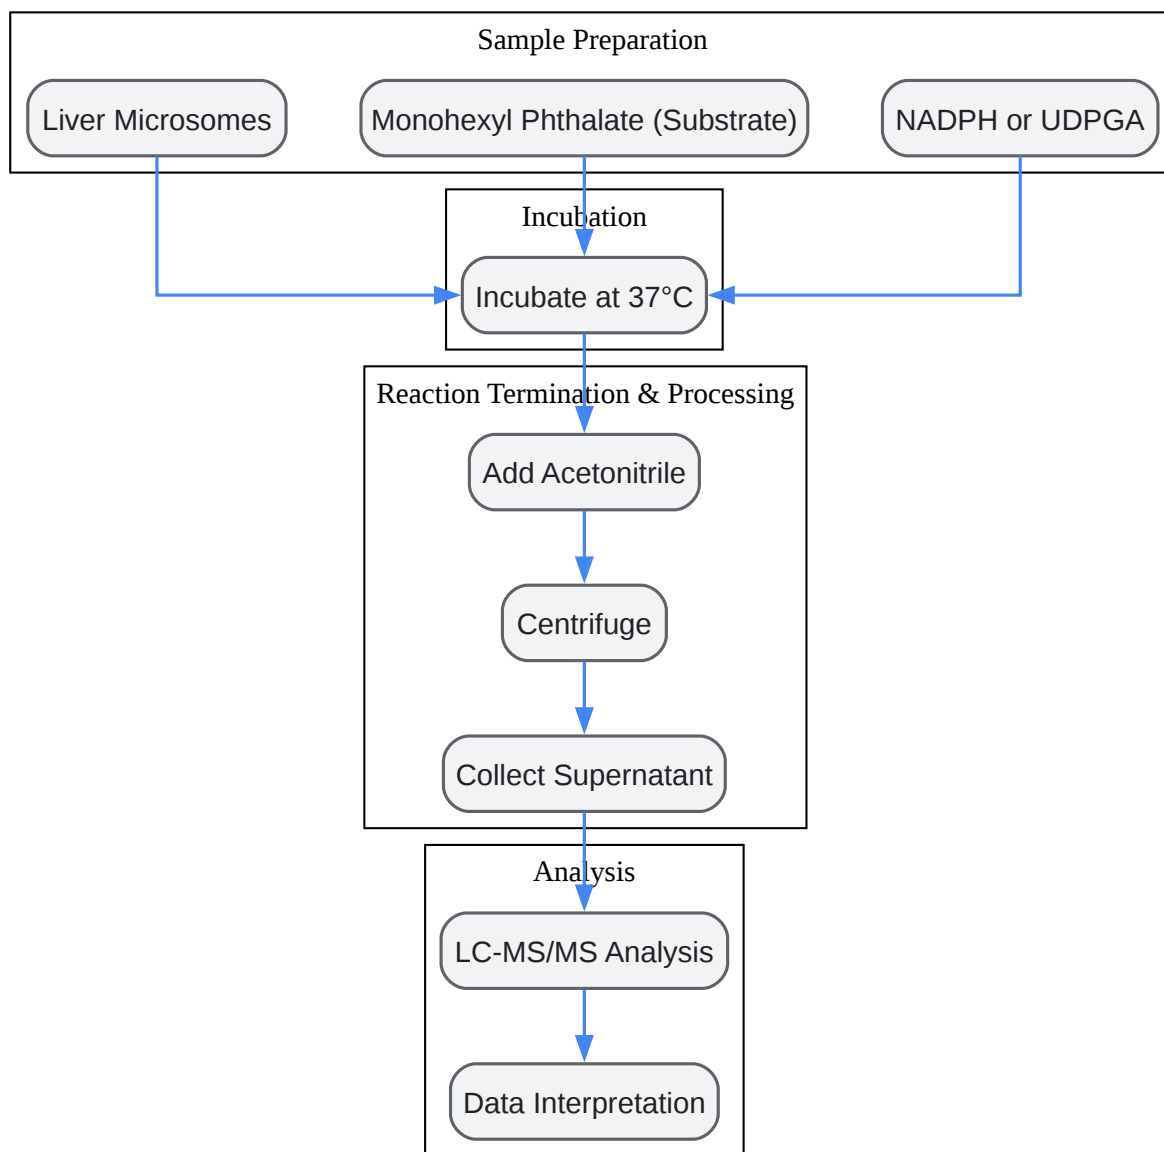 Sample Preparation
Liver Microsomes
Monohexyl Phthalate (Substrate)
NADPH or UDPGA
Incubation
Incubate at 37°C
Reaction Termination & Processing
Add Acetonitrile
Centrifuge
Collect Supernatant
Analysis
LC-MS/MS Analysis
Data Interpretation